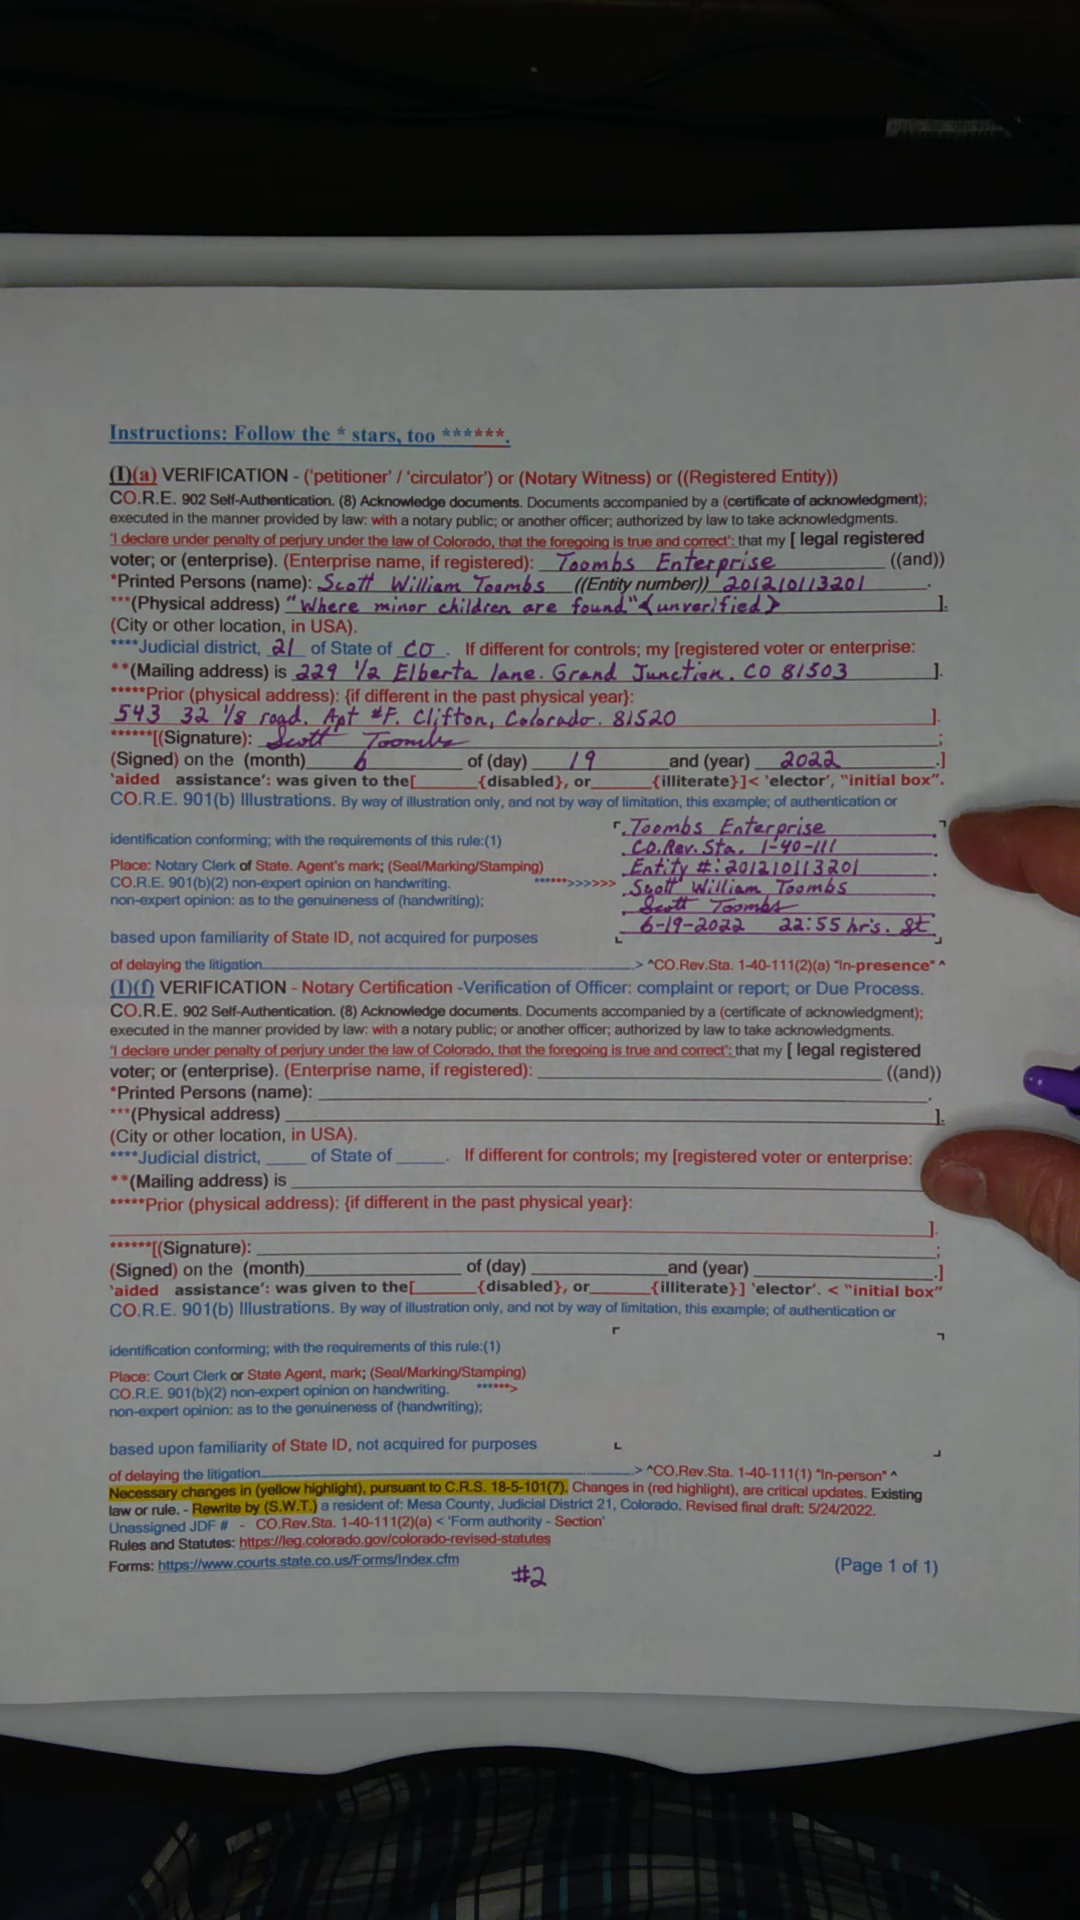 Instructions: Follow the * stars, too ******.
(I)(a) VERIFICATION - ('petitioner' / 'circulator') or (Notary Witness) or ((Registered Entity))
CO.R.E. 902 Self-Authentication. (8) Acknowledge documents. Documents accompanied by a (certificate of acknowledgment);
executed in the manner provided by law: with a notary public; or another officer; authorized by law to take acknowledgments.
'I declare under penalty of perjury under the law of Colorado, that the foregoing is true and correct': that my [ legal registered
voter; or (enterprise). (Enterprise name, if registered): Toombs Enterprise ((and))
*Printed Persons (name): Scott William Toombs ((Entity number)) 201210113201 .
***(Physical address) "Where minor children are found" <unverified> ].
(City or other location, in USA).
****Judicial district, 21 of State of CO . If different for controls; my [registered voter or enterprise:
**(Mailing address) is 229 1/2 Elberta lane. Grand Junction. CO 81503 ].
*****Prior (physical address): {if different in the past physical year}:
543 32 1/8 road. Apt #F. Clifton, Colorado. 81520 ].
******[(Signature): Scott Toombs ;
(Signed) on the (month) 6 of (day) 19 and (year) 2022 .]
'aided assistance': was given to the[______{disabled}, or______{illiterate}]< 'elector', "initial box".
CO.R.E. 901(b) Illustrations. By way of illustration only, and not by way of limitation, this example; of authentication or
Toombs Enterprise
identification conforming; with the requirements of this rule:(1)
CO.Rev.Sta. 1-40-111
Place: Notary Clerk of State. Agent's mark; (Seal/Marking/Stamping) Entity #: 201210113201
CO.R.E. 901(b)(2) non-expert opinion on handwriting. ******>>>>>> Scott William Toombs
non-expert opinion: as to the genuineness of (handwriting); Scott Toombs
6-19-2022 22:55 hr's. St
based upon familiarity of State ID, not acquired for purposes
of delaying the litigation > ^CO.Rev.Sta. 1-40-111(2)(a) "In-presence" ^
(I)(f) VERIFICATION - Notary Certification -Verification of Officer: complaint or report; or Due Process.
CO.R.E. 902 Self-Authentication. (8) Acknowledge documents. Documents accompanied by a (certificate of acknowledgment);
executed in the manner provided by law: with a notary public; or another officer; authorized by law to take acknowledgments.
'I declare under penalty of perjury under the law of Colorado, that the foregoing is true and correct': that my [ legal registered
voter; or (enterprise). (Enterprise name, if registered): ((and))
*Printed Persons (name): .
***(Physical address) ].
(City or other location, in USA).
****Judicial district, ____ of State of ____. If different for controls; my [registered voter or enterprise:
**(Mailing address) is
*****Prior (physical address): {if different in the past physical year}:
].
******[(Signature): ;
(Signed) on the (month) of (day) and (year) .]
'aided assistance': was given to the[______{disabled}, or______{illiterate}] 'elector'. < "initial box"
CO.R.E. 901(b) Illustrations. By way of illustration only, and not by way of limitation, this example; of authentication or
identification conforming; with the requirements of this rule:(1)
Place: Court Clerk or State Agent, mark; (Seal/Marking/Stamping)
CO.R.E. 901(b)(2) non-expert opinion on handwriting. ******>
non-expert opinion: as to the genuineness of (handwriting);
based upon familiarity of State ID, not acquired for purposes
of delaying the litigation > ^CO.Rev.Sta. 1-40-111(1) "In-person" ^
Necessary changes in (yellow highlight), pursuant to C.R.S. 18-5-101(7). Changes in (red highlight), are critical updates. Existing
law or rule. - Rewrite by (S.W.T.) a resident of: Mesa County, Judicial District 21, Colorado. Revised final draft: 5/24/2022.
Unassigned JDF # - CO.Rev.Sta. 1-40-111(2)(a) < 'Form authority - Section'
Rules and Statutes: https://leg.colorado.gov/colorado-revised-statutes
Forms: https://www.courts.state.co.us/Forms/Index.cfm
#2
(Page 1 of 1)